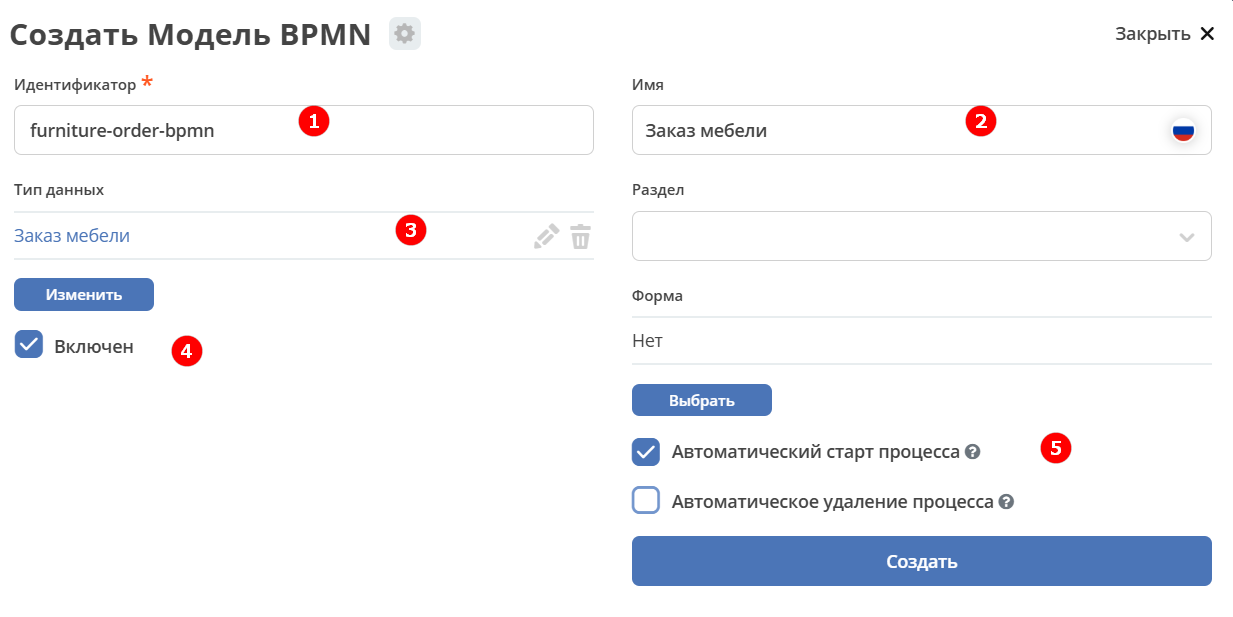 Создать Модель BPMN
Закрыть
Идентификатор *
furniture-order-bpmn
1
Имя
Заказ мебели
2
Тип данных
Заказ мебели
3
Изменить
Включен
4
Раздел
Форма
Нет
Выбрать
Автоматический старт процесса ?
5
Автоматическое удаление процесса ?
Создать